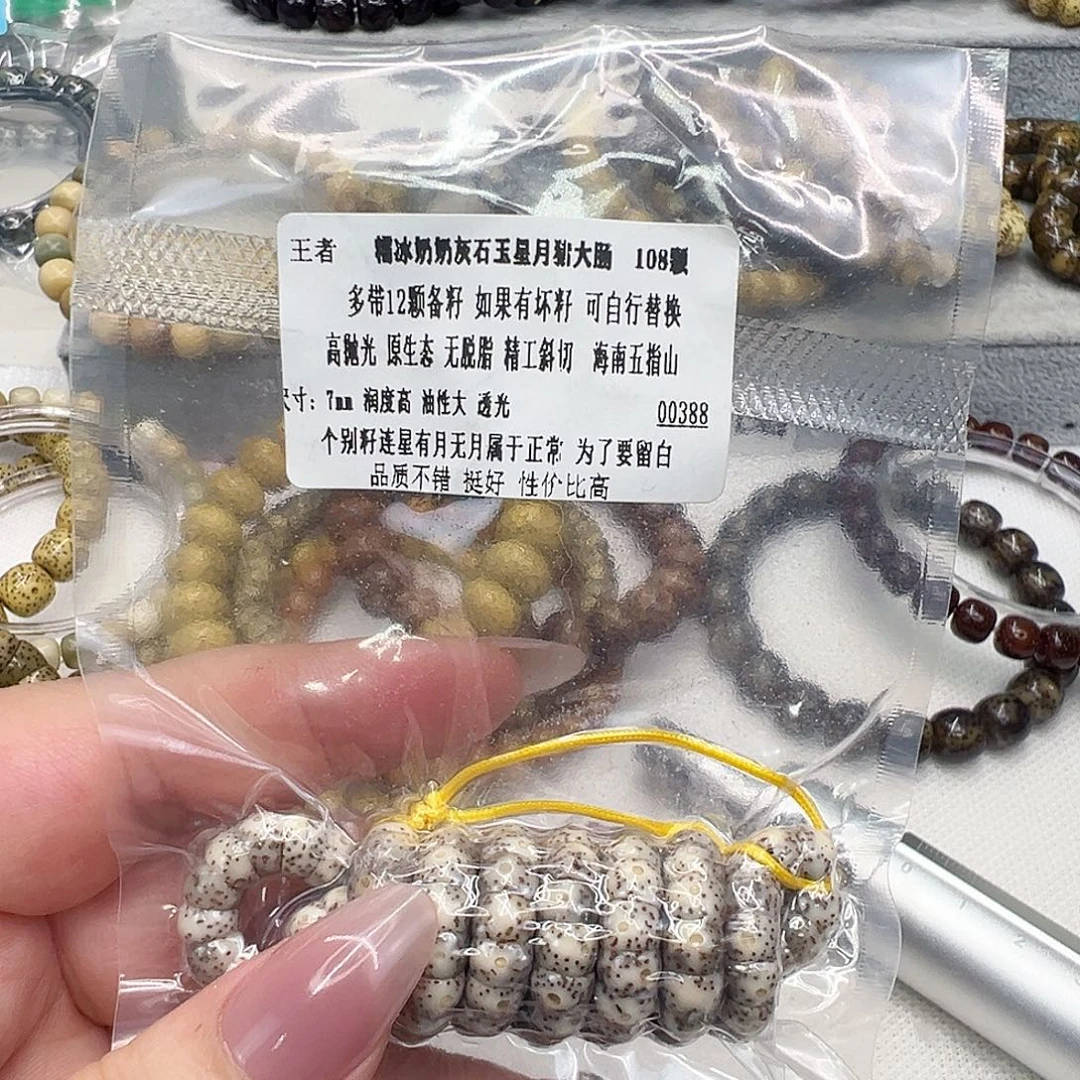 王者 糯冰奶奶灰石玉星月猪大肠 108颗
多带12颗备籽 如果有坏籽 可自行替换
高抛光 原生态 无脱脂 精工斜切 海南五指山
尺寸：7mm 润度高 油性大 透光 00388
个别籽连星有月无月属于正常 为了要留白
品质不错 挺好 性价比高